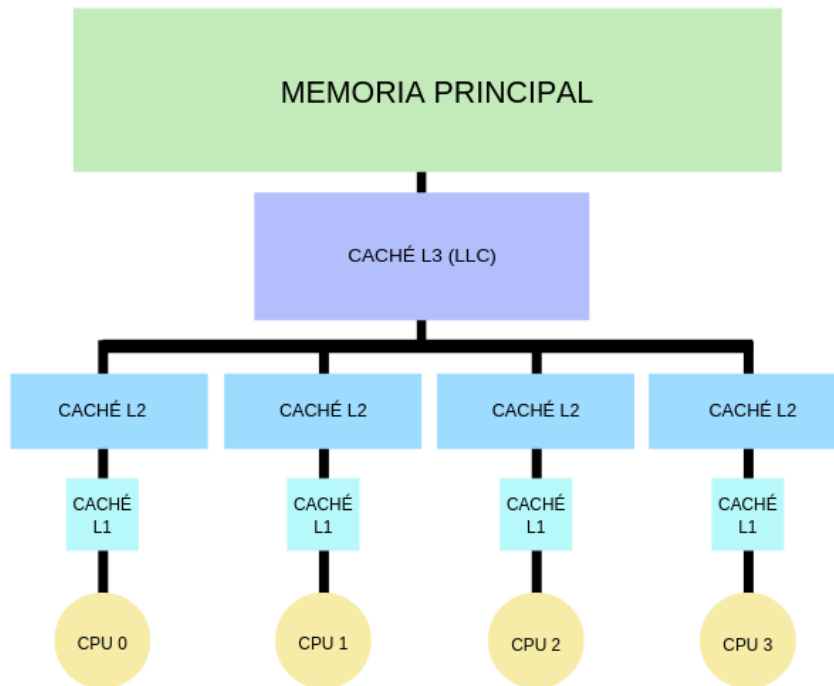 MEMORIA PRINCIPAL
CACHÉ L3 (LLC)
CACHÉ L2
CACHÉ L2
CACHÉ L2
CACHÉ L2
CACHÉ
L1
CACHÉ
L1
CACHÉ
L1
CACHÉ
L1
CPU 0
CPU 1
CPU 2
CPU 3